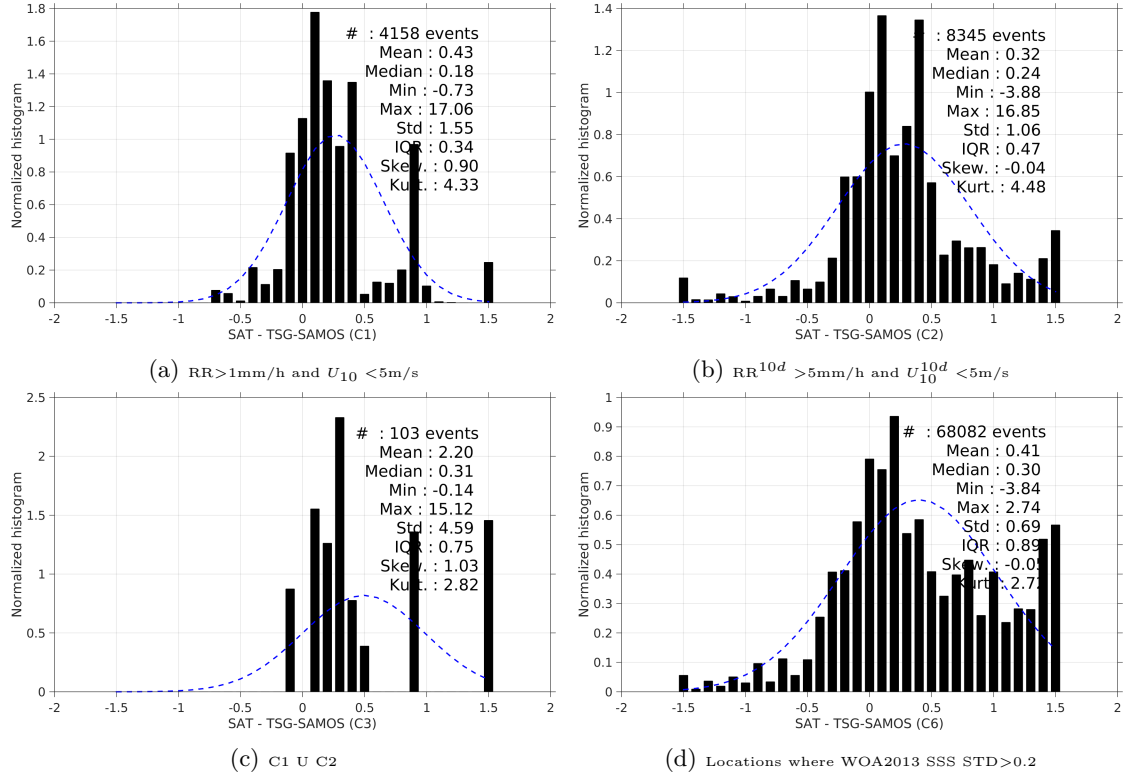 Normalized histogram
1.8
1.6
1.4
1.2
1
0.8
0.6
0.4
0.2
0
-2
-1.5
-1
-0.5
0
0.5
1
1.5
2
# : 4158 events
Mean : 0.43
Median : 0.18
Min : -0.73
Max : 17.06
Std : 1.55
IQR : 0.34
Skew. : 0.90
Kurt. : 4.33
SAT - TSG-SAMOS (C1)
(a) RR>1mm/h and U10 <5m/s
Normalized histogram
1.4
1.2
1
0.8
0.6
0.4
0.2
0
-2
-1.5
-1
-0.5
0
0.5
1
1.5
2
# : 8345 events
Mean : 0.32
Median : 0.24
Min : -3.88
Max : 16.85
Std : 1.06
IQR : 0.47
Skew. : -0.04
Kurt. : 4.48
SAT - TSG-SAMOS (C2)
(b) RR10d >5mm/h and U10d10 <5m/s
Normalized histogram
2.5
2
1.5
1
0.5
0
-2
-1.5
-1
-0.5
0
0.5
1
1.5
2
# : 103 events
Mean : 2.20
Median : 0.31
Min : -0.14
Max : 15.12
Std : 4.59
IQR : 0.75
Skew. : 1.03
Kurt. : 2.82
SAT - TSG-SAMOS (C3)
(c) C1 U C2
Normalized histogram
1
0.9
0.8
0.7
0.6
0.5
0.4
0.3
0.2
0.1
0
-2
-1.5
-1
-0.5
0
0.5
1
1.5
2
# : 68082 events
Mean : 0.41
Median : 0.30
Min : -3.84
Max : 2.74
Std : 0.69
IQR : 0.89
Skew. : -0.05
Kurt. :
SAT - TSG-SAMOS (C6)
(d) Locations where WOA2013 SSS STD>0.2